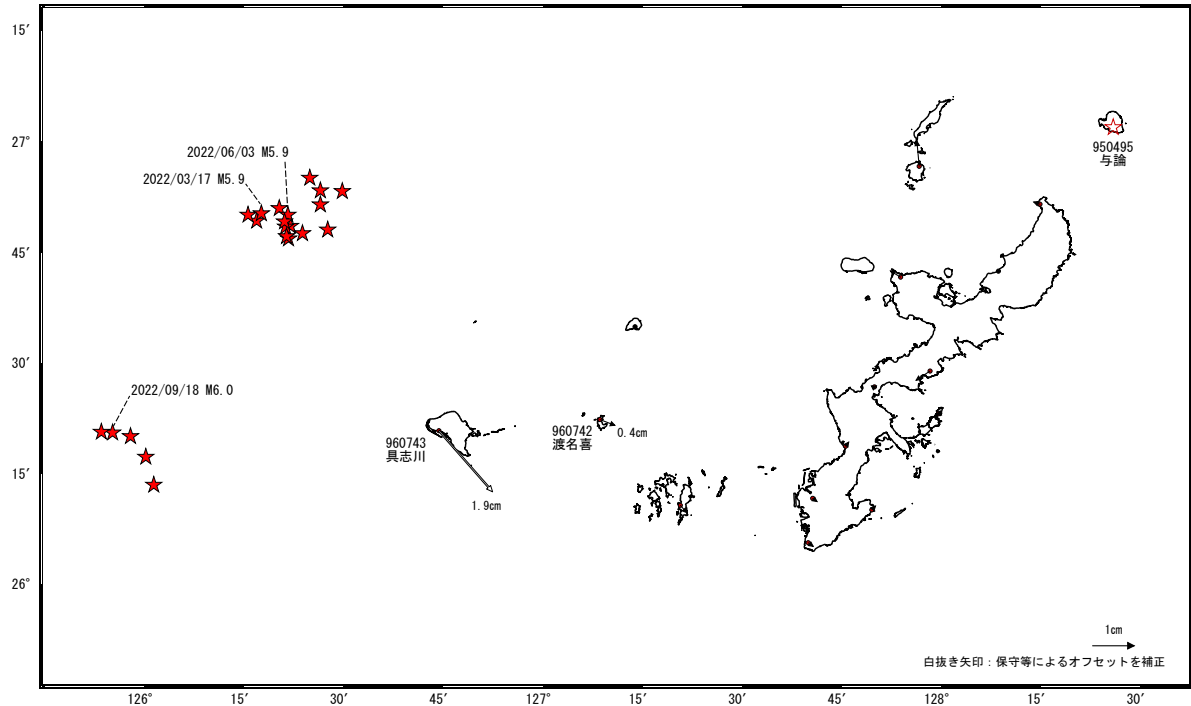 15′
27°
45′
30′
15′
26°
2022/06/03 M5.9
2022/03/17 M5.9
2022/09/18 M6.0
950495
与論
960743
具志川
1.9cm
960742
渡名喜
0.4cm
1cm
白抜き矢印：保守等によるオフセットを補正
126°
15′
30′
45′
127°
15′
30′
45′
128°
15′
30′